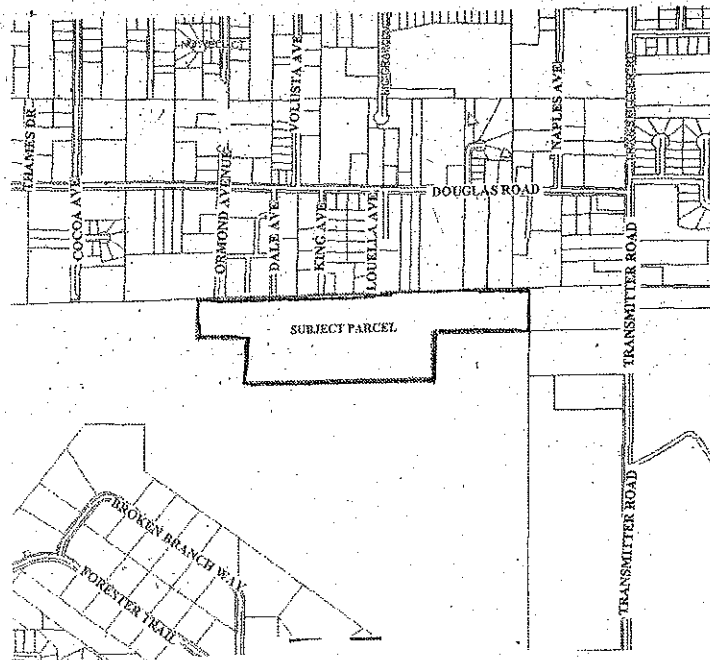 VOLUSTA AVE
NAPLES AVE
THAMES DR
COCOA AVE
ORMOND AVENUE
DALE AVE
KING AVE
LOUELLA AVE
DOUGLAS ROAD
TRANSMITTER ROAD
SUBJECT PARCEL
BROKEN BRANCH WAY
FORESTER TRAIL
TRANSMITTER ROAD